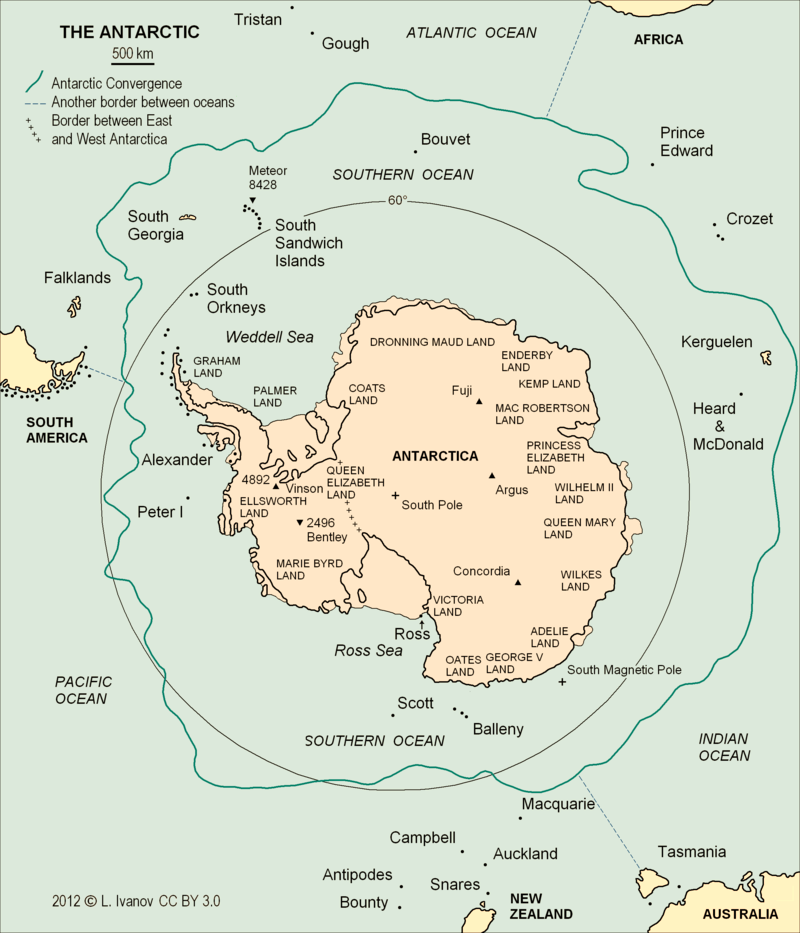 THE ANTARCTIC
500 km
Antarctic Convergence
Another border between oceans
Border between East
and West Antarctica
Tristan
Gough
ATLANTIC OCEAN
AFRICA
Bouvet
Prince
Edward
Meteor
8428
SOUTHERN OCEAN
60°
South
Georgia
South
Sandwich
Islands
Crozet
Falklands
South
Orkneys
Weddell Sea
DRONNING MAUD LAND
ENDERBY
LAND
Kerguelen
GRAHAM
LAND
KEMP LAND
PALMER
LAND
COATS
LAND
Fuji
MAC ROBERTSON
LAND
Heard
&
McDonald
SOUTH
AMERICA
Alexander
ANTARCTICA
PRINCESS
ELIZABETH
LAND
4892
Vinson
QUEEN
ELIZABETH
LAND
Argus
WILHELM II
LAND
Peter I
ELLSWORTH
LAND
South Pole
2496
Bentley
QUEEN MARY
LAND
MARIE BYRD
LAND
Concordia
WILKES
LAND
VICTORIA
LAND
Ross
ADELIE
LAND
Ross Sea
OATES
LAND
GEORGE V
LAND
South Magnetic Pole
PACIFIC
OCEAN
Scott
Balleny
SOUTHERN OCEAN
INDIAN
OCEAN
Macquarie
Campbell
Auckland
Tasmania
Antipodes
Snares
Bounty
NEW
ZEALAND
AUSTRALIA
2012 © L. Ivanov CC BY 3.0